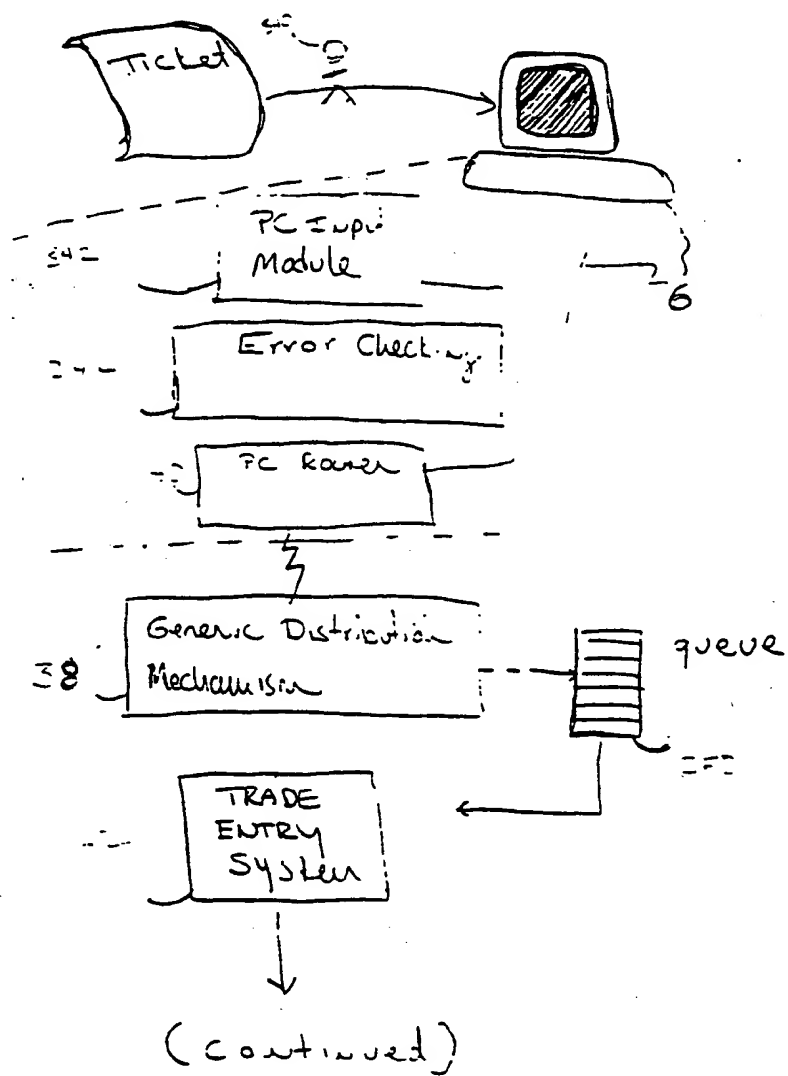 Ticket
PC Input
Module
6
Error Checking
PC Router
Generic Distribution
Mechanism
38
queue
TRADE
ENTRY
System
(continued)